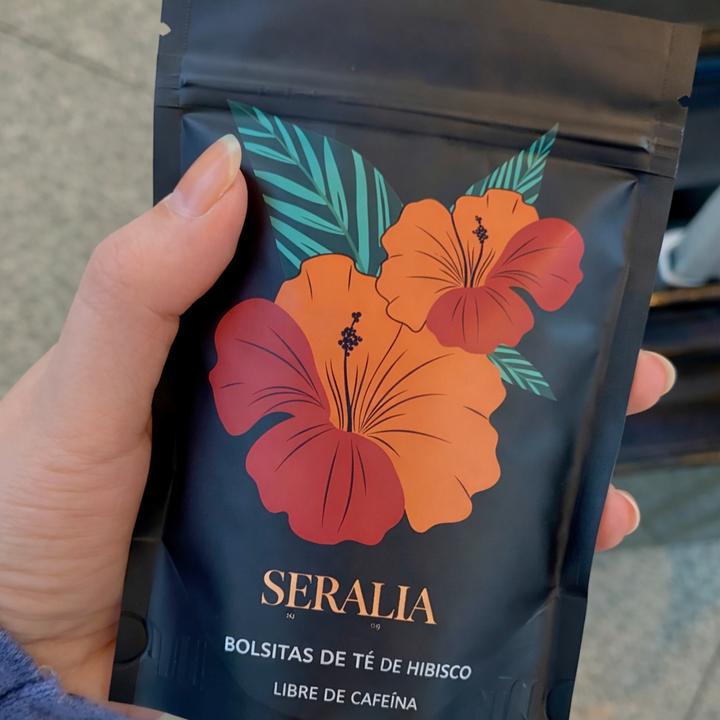 SERALIA
BOLSITAS DE TÉ DE HIBISCO
LIBRE DE CAFEÍNA